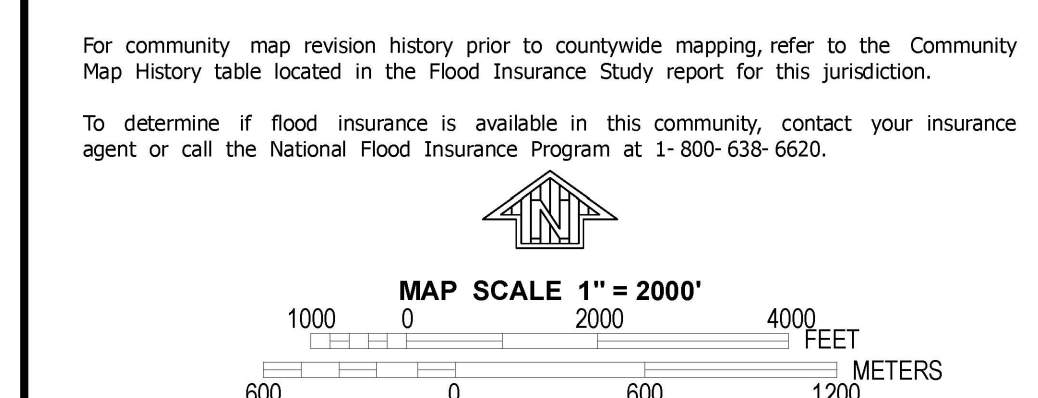 For community map revision history prior to countywide mapping, refer to the Community
Map History table located in the Flood Insurance Study report for this jurisdiction.
To determine if flood insurance is available in this community, contact your insurance
agent or call the National Flood Insurance Program at 1- 800- 638- 6620.
N
MAP SCALE 1" = 2000'
1000 0 2000 4000
FEET
METERS
600 0 600 1200